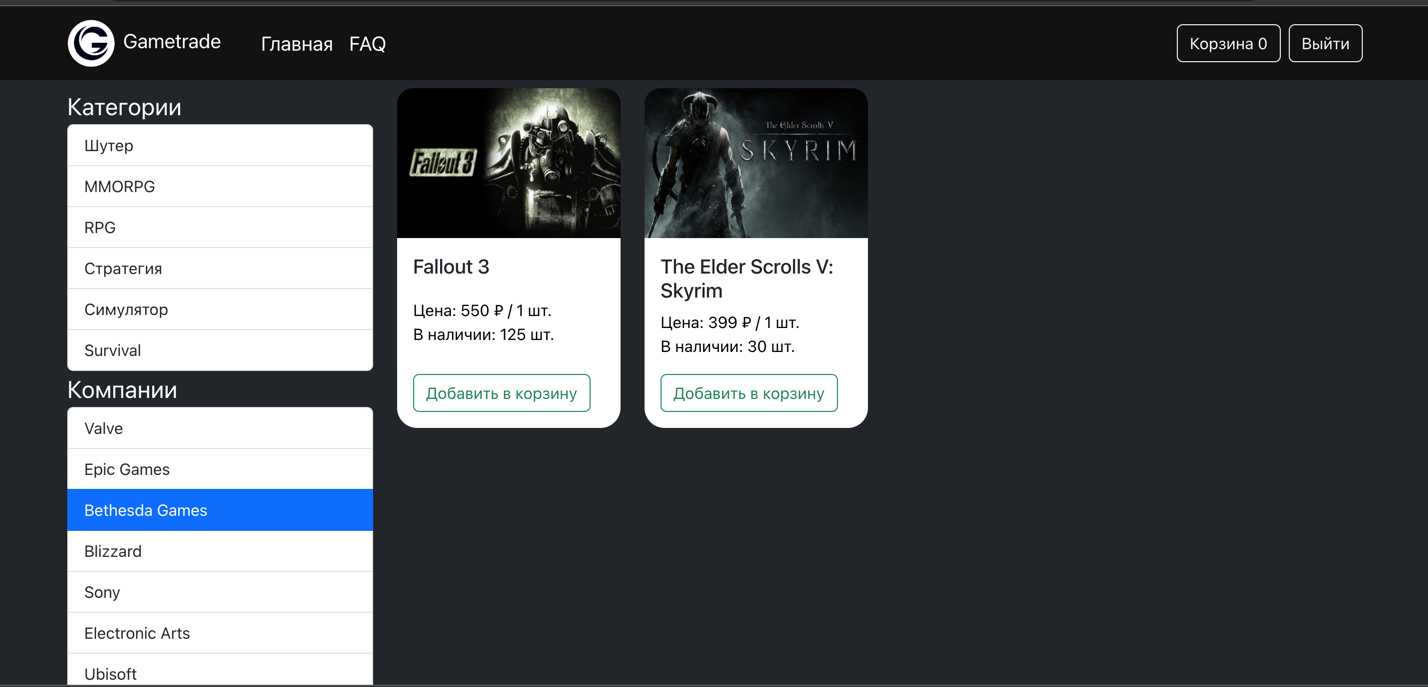 Gametrade
Главная
FAQ
Корзина 0
Выйти
Категории
Шутер
MMORPG
RPG
Стратегия
Симулятор
Survival
Компании
Valve
Epic Games
Bethesda Games
Blizzard
Sony
Electronic Arts
Ubisoft
Fallout 3
Fallout 3
Цена: 550 ₽ / 1 шт.
В наличии: 125 шт.
Добавить в корзину
The Elder Scrolls V
SKYRIM
The Elder Scrolls V:
Skyrim
Цена: 399 ₽ / 1 шт.
В наличии: 30 шт.
Добавить в корзину